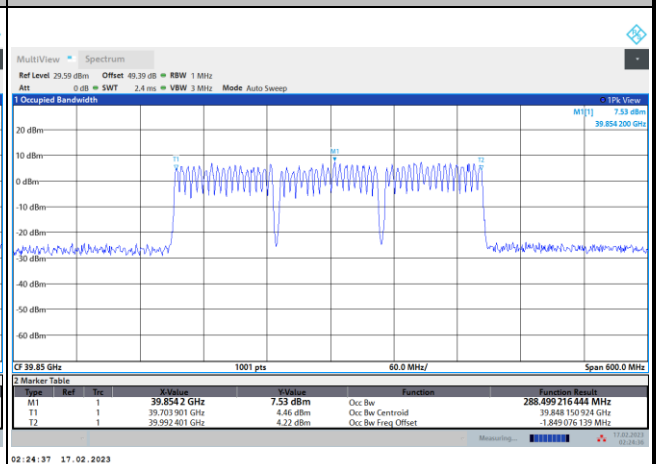 MultiView Spectrum
Ref Level 29.59 dBm Offset 49.39 dB RBW 1 MHz
Att 0 dB SWT 2.4 ms VBW 3 MHz Mode Auto Sweep
1 Occupied Bandwidth 1Pk View
M1[1] 7.53 dBm
39.854 200 GHz
20 dBm
10 dBm
T1 M1 T2
0 dBm
-10 dBm
-20 dBm
-30 dBm
-40 dBm
-50 dBm
-60 dBm
CF 39.85 GHz 1001 pts 60.0 MHz/ Span 600.0 MHz
2 Marker Table
Type Ref Trc X-Value Y-Value Function Function Result
M1 1 39.854 2 GHz 7.53 dBm Occ Bw 288.499 216 444 MHz
T1 1 39.703 901 GHz 4.46 dBm Occ Bw Centroid 39.848 150 924 GHz
T2 1 39.992 401 GHz 4.22 dBm Occ Bw Freq Offset -1.849 076 139 MHz
Measuring... 17.02.2023
02:24:36
02:24:37 17.02.2023